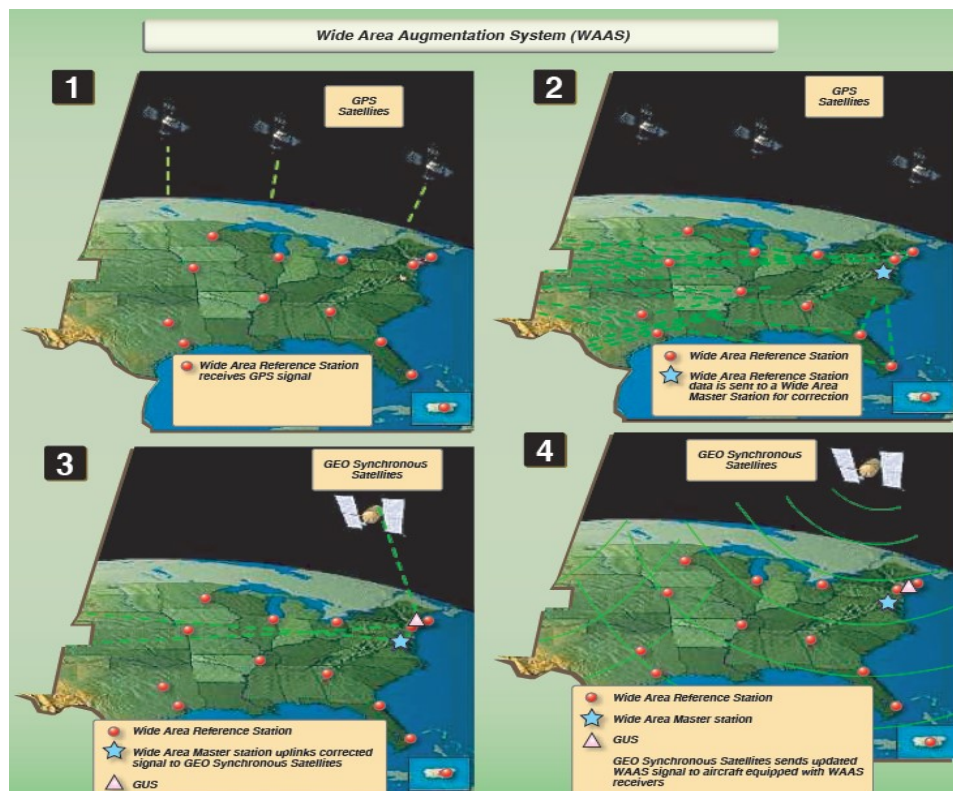 Wide Area Augmentation System (WAAS)
1
GPS
Satellites
Wide Area Reference Station
receives GPS signal
2
GPS
Satellites
Wide Area Reference Station
Wide Area Reference Station
data is sent to a Wide Area
Master Station for correction
3
GEO Synchronous
Satellites
Wide Area Reference Station
Wide Area Master station uplinks corrected
signal to GEO Synchronous Satellites
GUS
4
GEO Synchronous
Satellites
Wide Area Reference Station
Wide Area Master station
GUS
GEO Synchronous Satellites sends updated
WAAS signal to aircraft equipped with WAAS
receivers